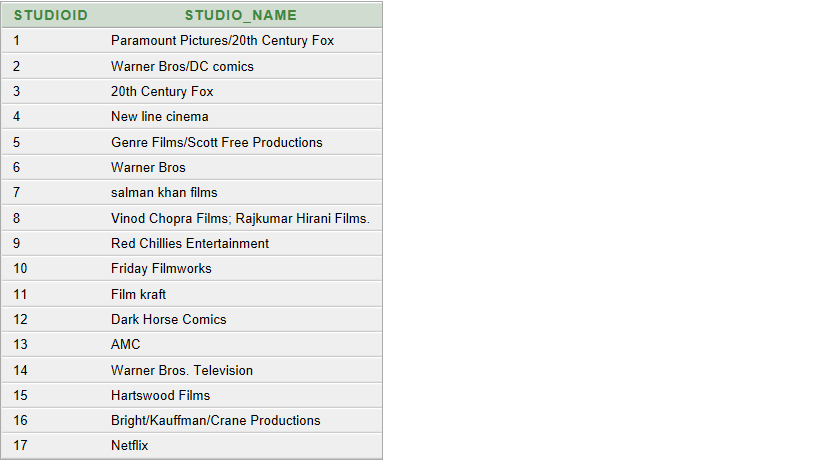 STUDIOID STUDIO_NAME
1 Paramount Pictures/20th Century Fox
2 Warner Bros/DC comics
3 20th Century Fox
4 New line cinema
5 Genre Films/Scott Free Productions
6 Warner Bros
7 salman khan films
8 Vinod Chopra Films; Rajkumar Hirani Films.
9 Red Chillies Entertainment
10 Friday Filmworks
11 Film kraft
12 Dark Horse Comics
13 AMC
14 Warner Bros. Television
15 Hartswood Films
16 Bright/Kauffman/Crane Productions
17 Netflix